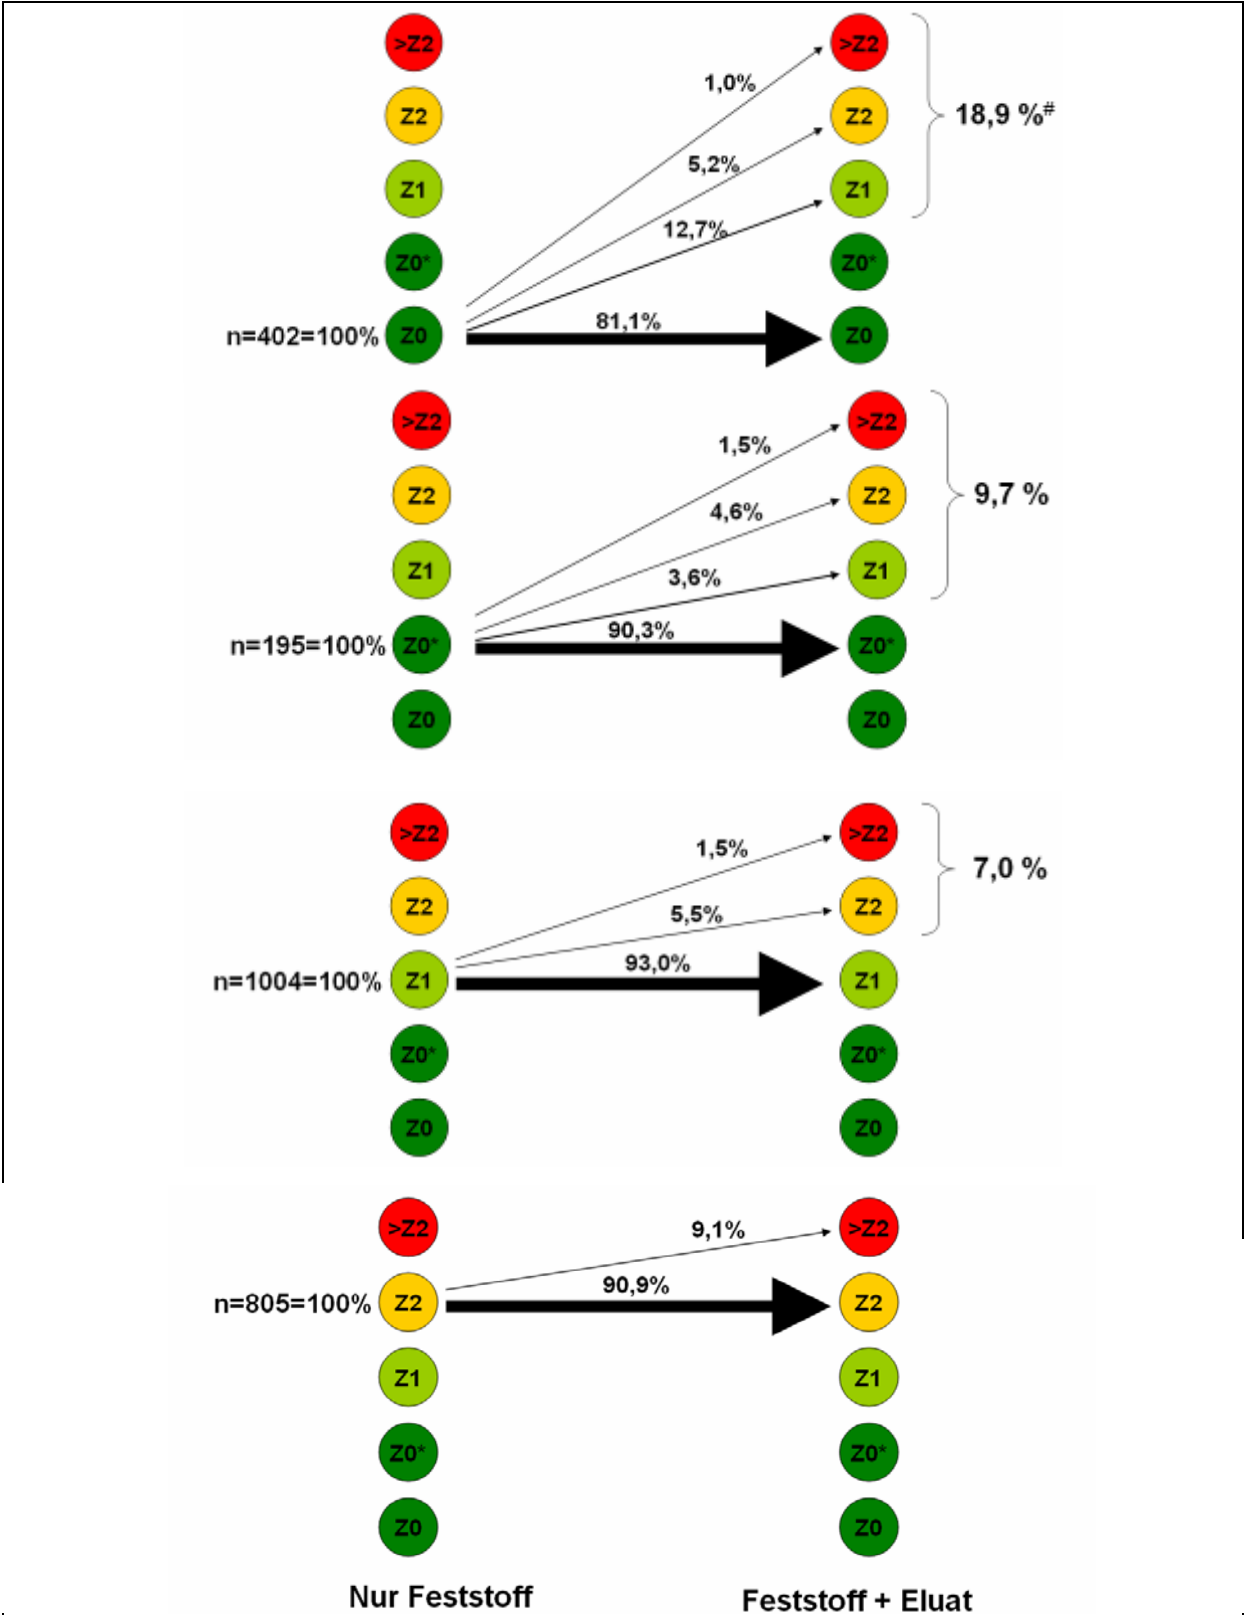 >Z2 >Z2
1,0%
Z2 Z2 18,9 %#
5,2%
Z1 Z1
12,7%
Z0* Z0*
81,1%
n=402=100% Z0 Z0
>Z2 >Z2
1,5%
Z2 Z2 9,7 %
4,6%
Z1 Z1
3,6%
90,3%
n=195=100% Z0* Z0*
Z0 Z0
>Z2 >Z2
1,5%
7,0 %
Z2 Z2
5,5%
93,0%
n=1004=100% Z1 Z1
Z0* Z0*
Z0 Z0
>Z2 >Z2
9,1%
90,9%
n=805=100% Z2 Z2
Z1 Z1
Z0* Z0*
Z0 Z0
Nur Feststoff Feststoff + Eluat